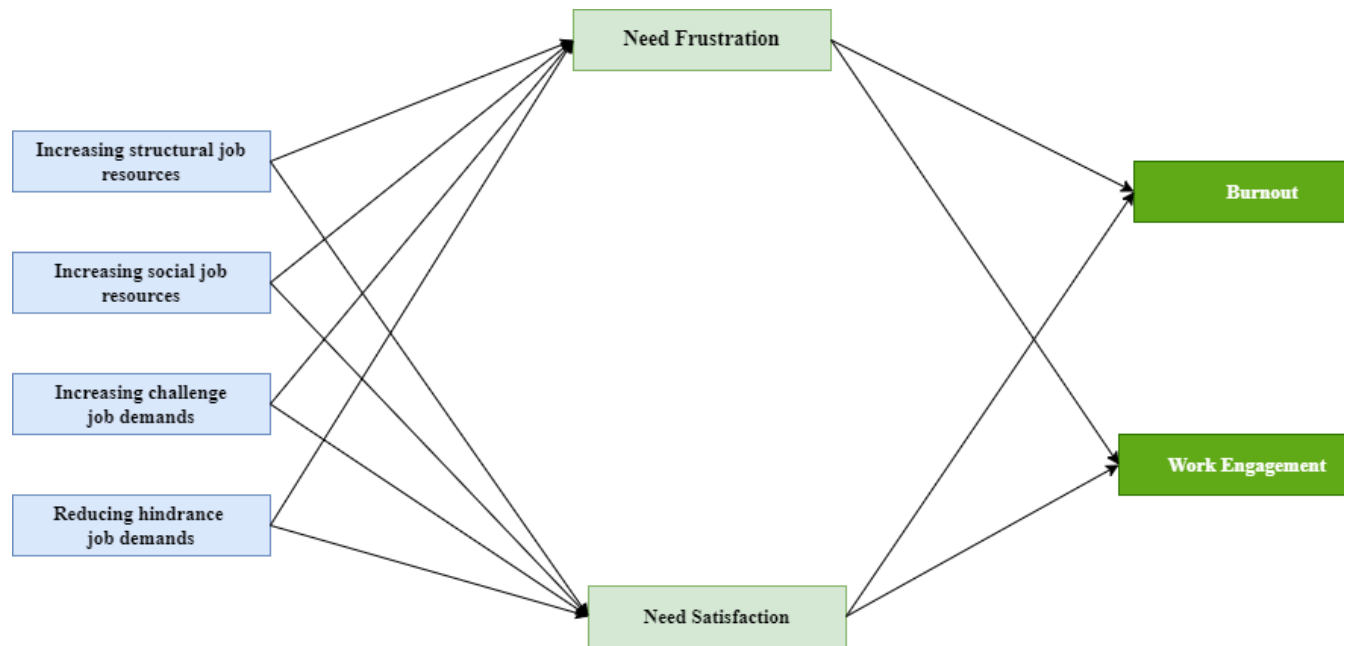 Need Frustration
Increasing structural job
resources
Increasing social job
resources
Increasing challenge
job demands
Reducing hindrance
job demands
Burnout
Work Engagement
Need Satisfaction